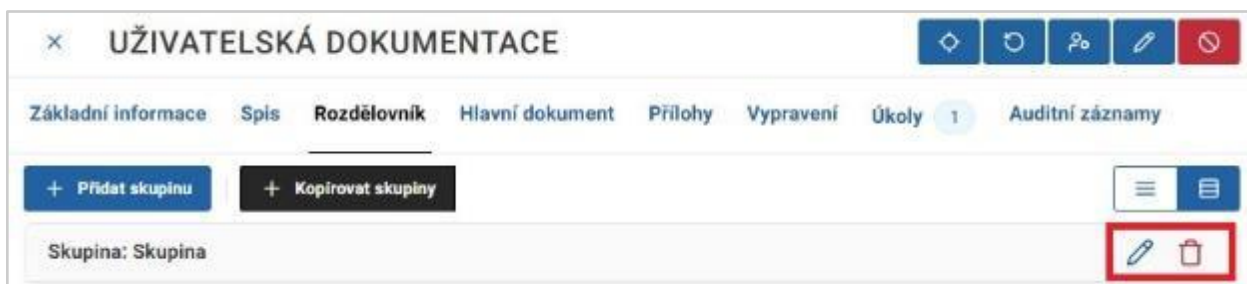 UŽIVATELSKÁ DOKUMENTACE
Základní informace Spis Rozdělovník Hlavní dokument Přílohy Vypravení Úkoly 1 Auditní záznamy
+ Přidat skupinu + Kopírovat skupiny
Skupina: Skupina